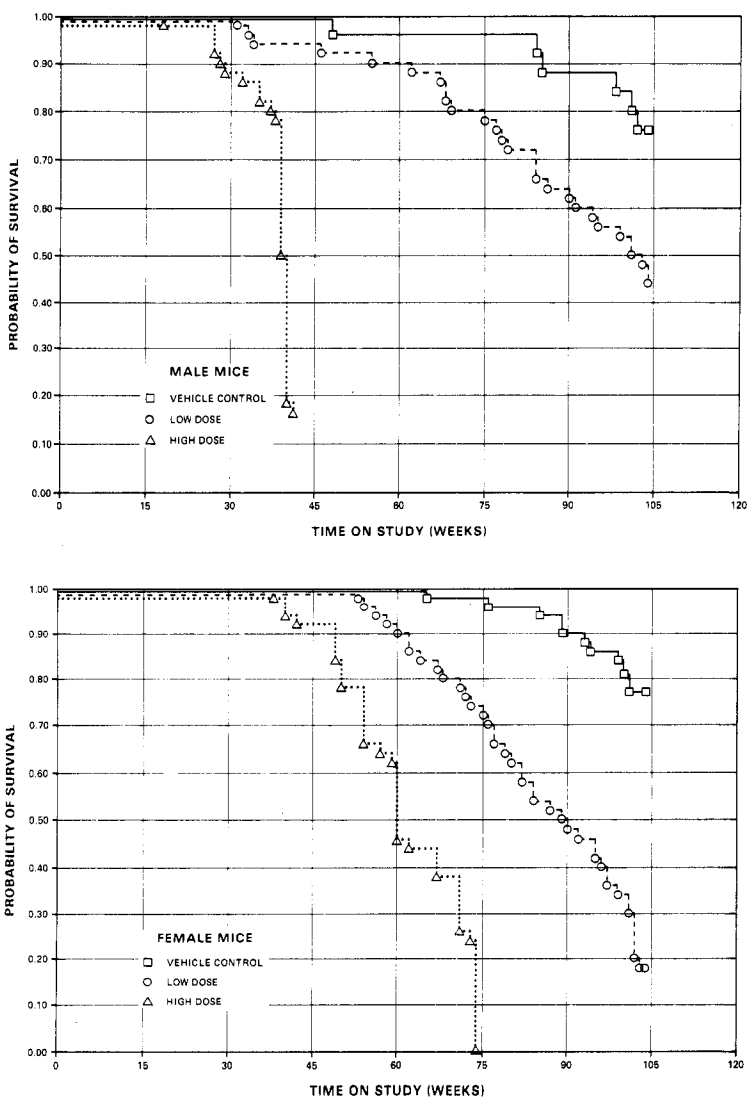 1.00
0.90
0.80
0.70
0.60
0.50
0.40
0.30
0.20
0.10
0.00
PROBABILITY OF SURVIVAL
MALE MICE
VEHICLE CONTROL
LOW DOSE
HIGH DOSE
0 15 30 45 60 75 90 105 120
TIME ON STUDY (WEEKS)
1.00
0.90
0.80
0.70
0.60
0.50
0.40
0.30
0.20
0.10
0.00
PROBABILITY OF SURVIVAL
FEMALE MICE
VEHICLE CONTROL
LOW DOSE
HIGH DOSE
0 15 30 45 60 75 90 105 120
TIME ON STUDY (WEEKS)